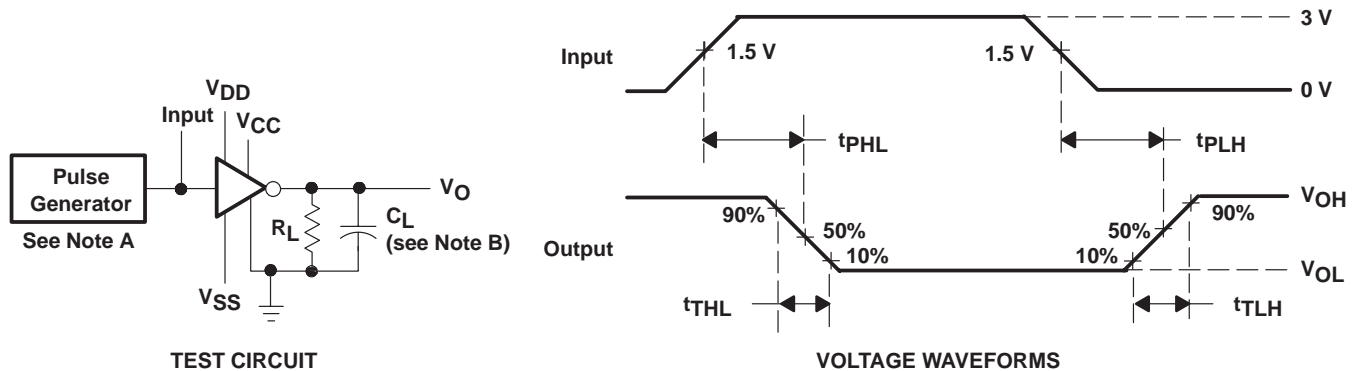 Pulse
Generator
See Note A
Input
VDD
VCC
VSS
RL
CL
(see Note B)
VO
TEST CIRCUIT
Input
1.5 V
1.5 V
3 V
0 V
tPHL
tPLH
Output
90%
50%
10%
10%
50%
90%
VOH
VOL
tTHL
tTLH
VOLTAGE WAVEFORMS